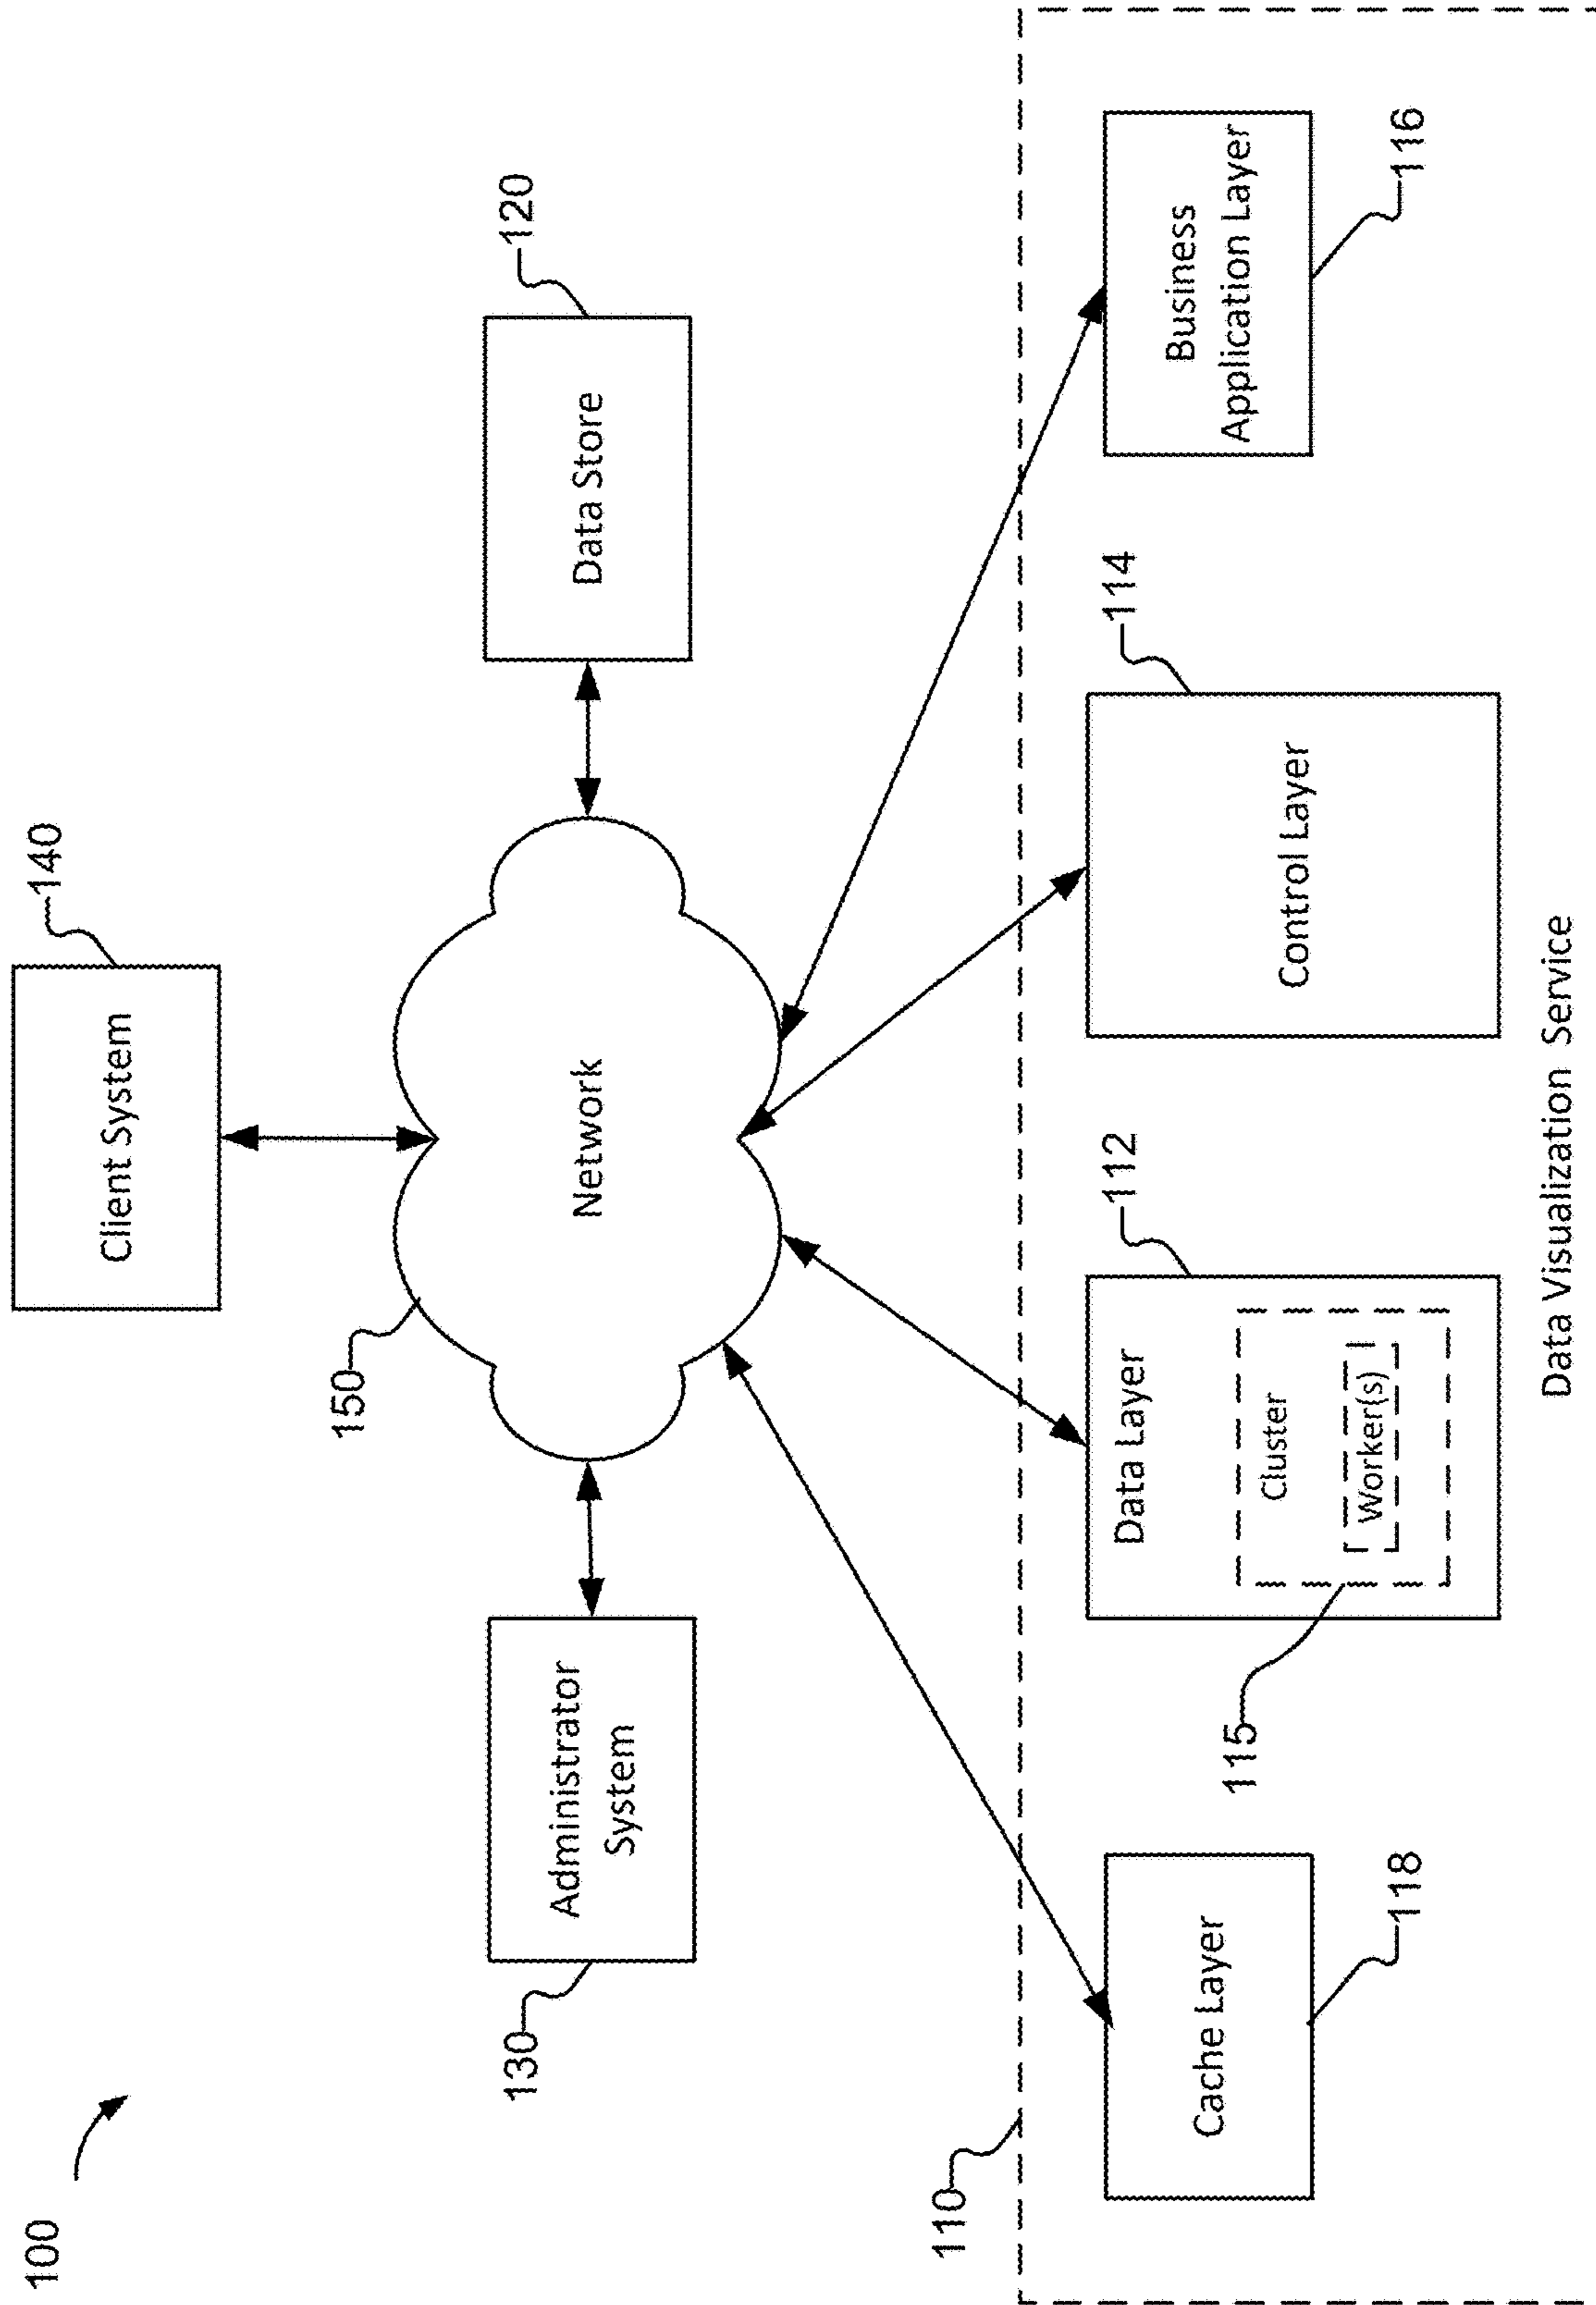 100
Client System
140
150
Network
Administrator
System
130
Data Store
120
110
Cache Layer
118
Data Layer
112
Cluster
Worker(s)
115
Control Layer
114
Business
Application Layer
116
Data Visualization Service